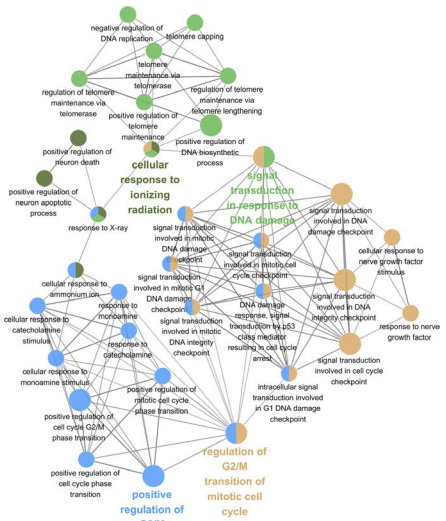 negative regulation of
DNA replication
telomere capping
telomere
maintenance via
telomerase
regulation of telomere
maintenance via
telomerase
regulation of telomere
maintenance via
telomere lengthening
positive regulation of
telomere
maintenance
positive regulation of
DNA biosynthetic
process
positive regulation of
neuron death
cellular
response to
ionizing
radiation
signal
transduction
in response to
DNA damage
positive regulation of
neuron apoptotic
process
response to X-ray
signal transduction
involved in DNA
damage checkpoint
signal transduction
involved in mitotic
DNA damage
checkpoint
signal transduction
involved in mitotic cell
cycle checkpoint
cellular response to
nerve growth factor
stimulus
cellular response to
ammonium ion
signal transduction
involved in mitotic G1
DNA damage
checkpoint
signal transduction
involved in DNA
integrity checkpoint
response to
monoamine
DNA damage
response, signal
transduction by p53
class mediator
resulting in cell cycle
arrest
cellular response to
catecholamine
stimulus
signal transduction
involved in mitotic
DNA integrity
checkpoint
response to nerve
growth factor
response to
catecholamine
signal transduction
involved in cell cycle
checkpoint
cellular response to
monoamine stimulus
positive regulation of
mitotic cell cycle
phase transition
intracellular signal
transduction involved
in G1 DNA damage
checkpoint
positive regulation of
cell cycle G2/M
phase transition
regulation of
G2/M
transition of
mitotic cell
cycle
positive regulation of
cell cycle phase
transition
positive
regulation of